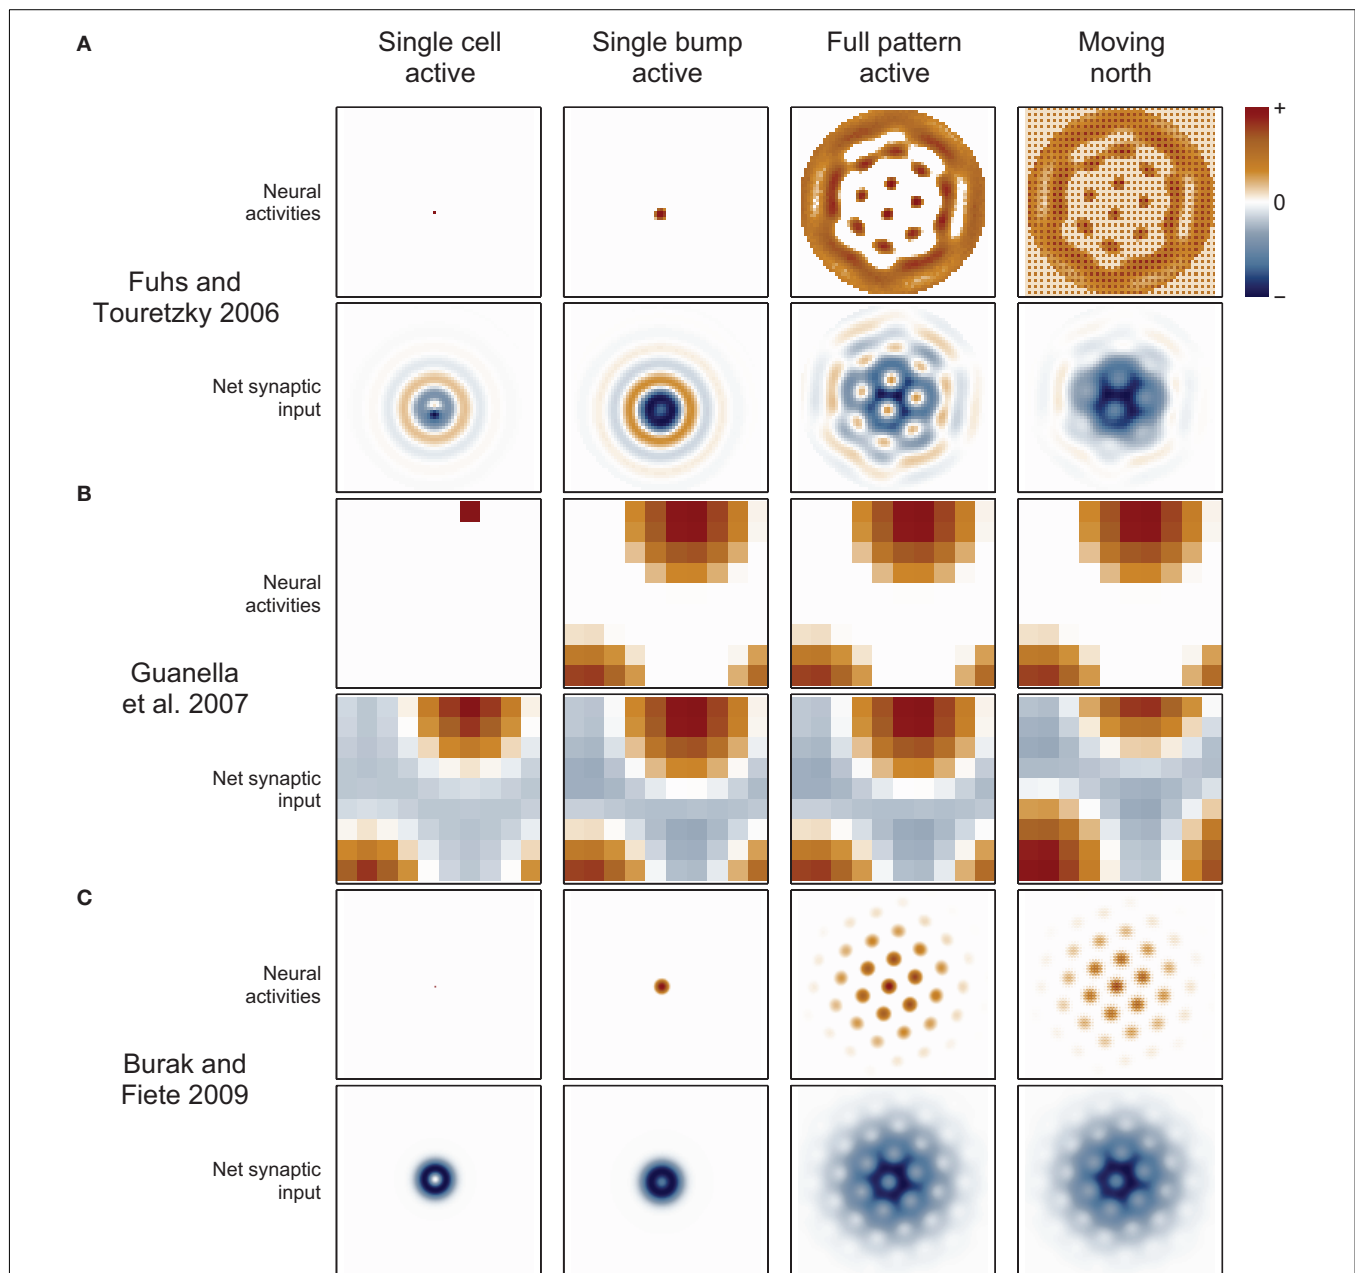 A
Single cell
active
Single bump
active
Full pattern
active
Moving
north
+
0
–
Neural
activities
Fuhs and
Touretzky 2006
Net synaptic
input
B
Neural
activities
Guanella
et al. 2007
Net synaptic
input
C
Neural
activities
Burak and
Fiete 2009
Net synaptic
input